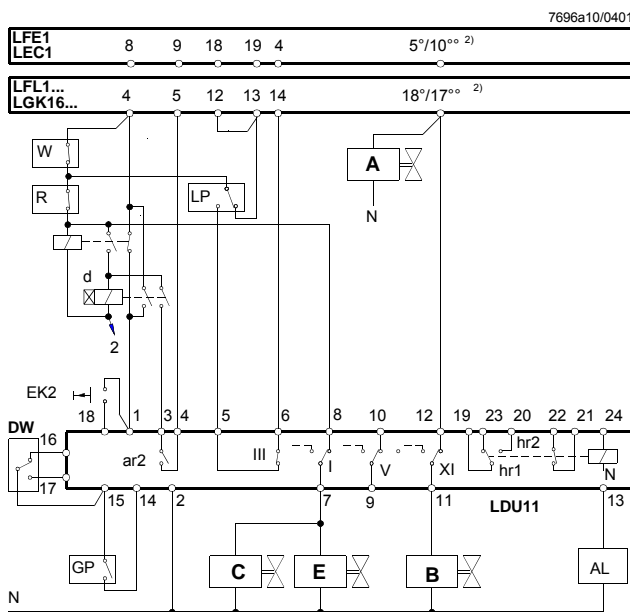 7696a10/0401
LFE1
LEC1
8 9 18 19 4 5°/10°° 2)
LFL1...
LGK16...
4 5 12 13 14 18°/17°° 2)
W
A
R
LP
N
d
2
EK2
18 1 3 4 5 6 8 10 12 19 23 20 22 21 24
DW
16
hr2
ar2 III I V XI hr1 N
17
15 14 2 7 9 11 LDU11 13
GP C E B AL
N